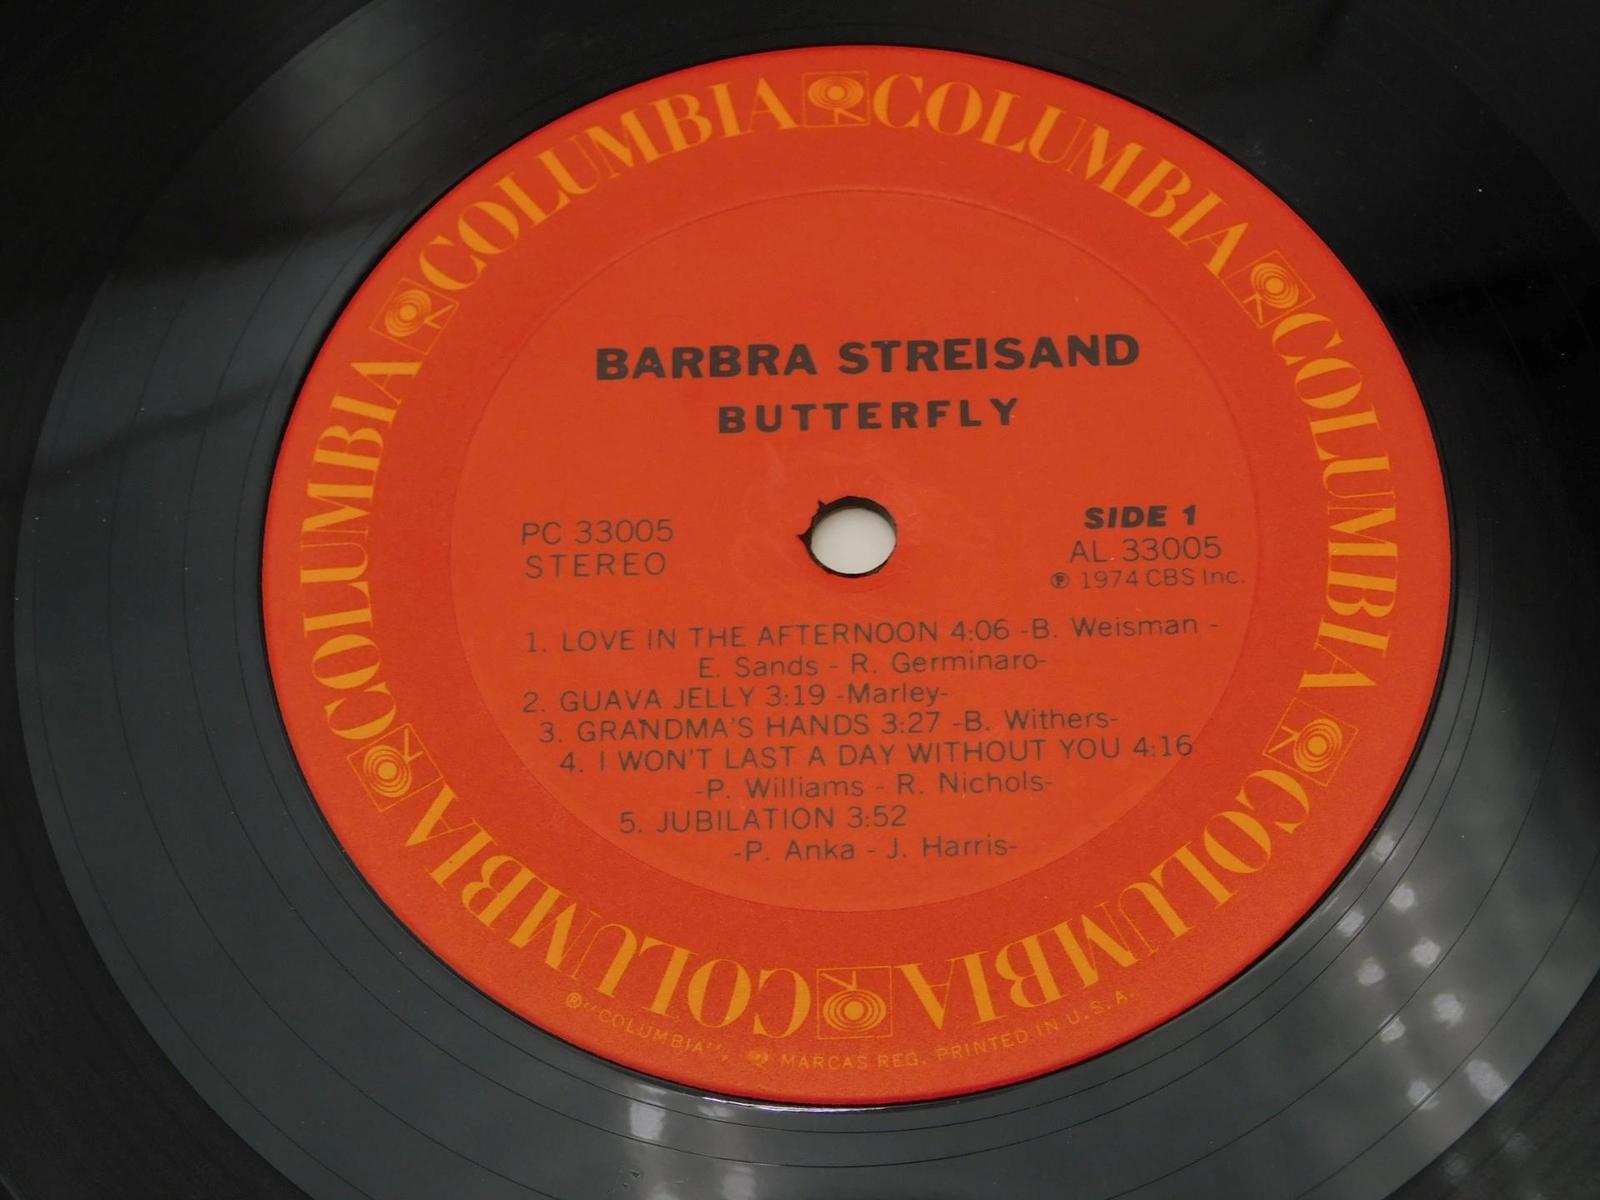 COLUMBIA COLUMBIA COLUMBIA COLUMBIA COLUMBIA COLUMBIA
BARBRA STREISAND
BUTTERFLY
PC 33005
STEREO
SIDE 1
AL 33005
℗ 1974 CBS Inc.
1. LOVE IN THE AFTERNOON 4:06 -B. Weisman -
E. Sands - R. Germinaro-
2. GUAVA JELLY 3:19 -Marley-
3. GRANDMA'S HANDS 3:27 -B. Withers-
4. I WON'T LAST A DAY WITHOUT YOU 4:16
-P. Williams - R. Nichols-
5. JUBILATION 3:52
-P. Anka - J. Harris-
®"COLUMBIA", MARCAS REG. PRINTED IN U.S.A.